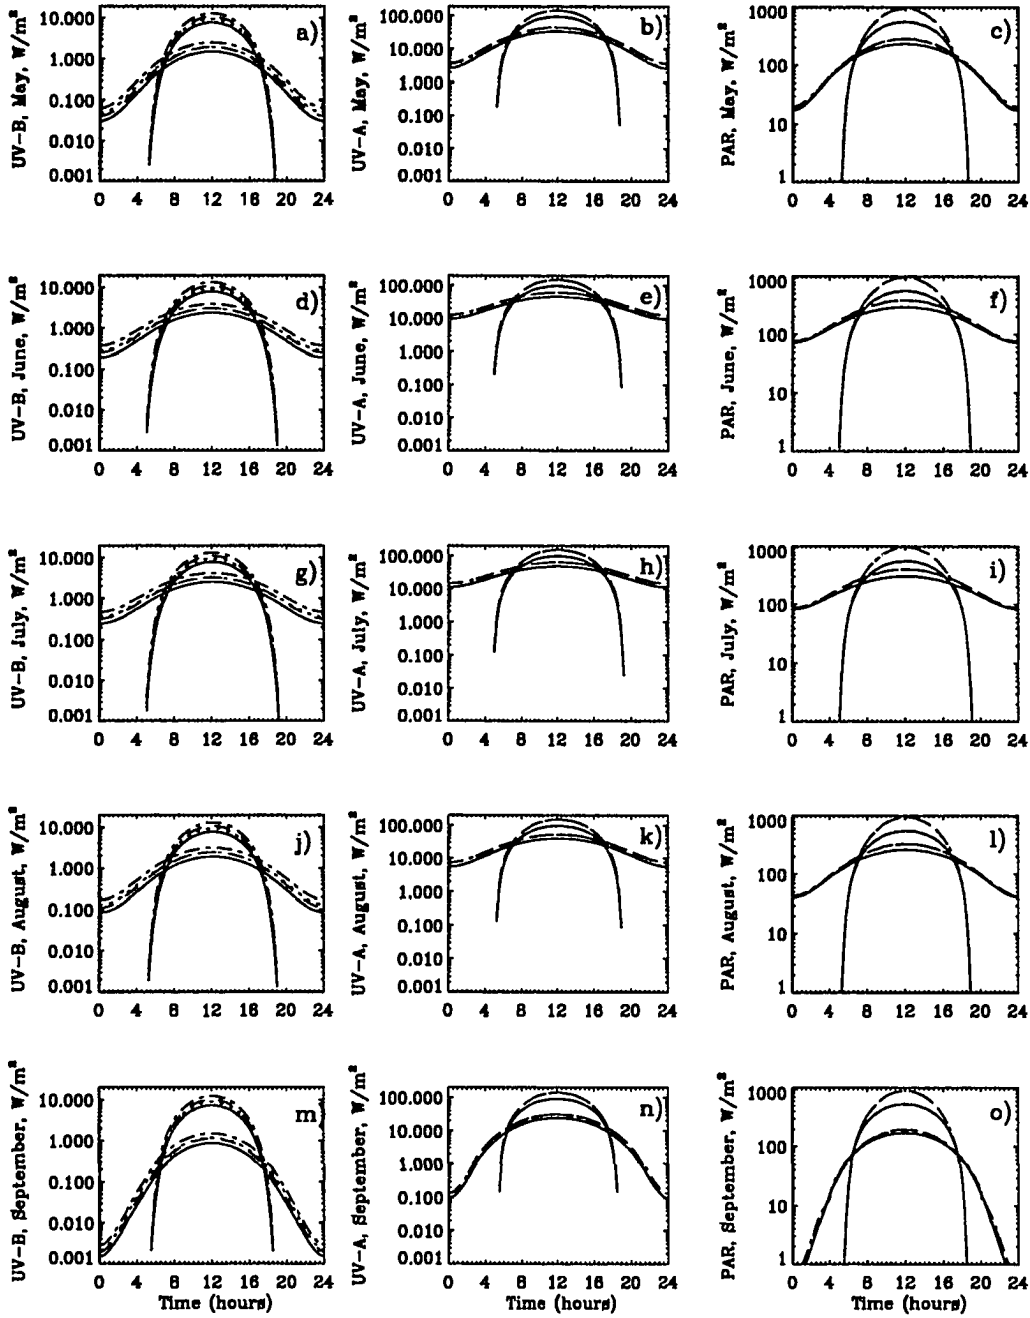 UV-B, May, W/m²
10.000
1.000
0.100
0.010
0.001
a)
0 4 8 12 16 20 24
UV-A, May, W/m²
100.000
10.000
1.000
0.100
0.010
0.001
b)
0 4 8 12 16 20 24
PAR, May, W/m²
1000
100
10
1
c)
0 4 8 12 16 20 24
UV-B, June, W/m²
10.000
1.000
0.100
0.010
0.001
d)
0 4 8 12 16 20 24
UV-A, June, W/m²
100.000
10.000
1.000
0.100
0.010
0.001
e)
0 4 8 12 16 20 24
PAR, June, W/m²
1000
100
10
1
f)
0 4 8 12 16 20 24
UV-B, July, W/m²
10.000
1.000
0.100
0.010
0.001
g)
0 4 8 12 16 20 24
UV-A, July, W/m²
100.000
10.000
1.000
0.100
0.010
0.001
h)
0 4 8 12 16 20 24
PAR, July, W/m²
1000
100
10
1
i)
0 4 8 12 16 20 24
UV-B, August, W/m²
10.000
1.000
0.100
0.010
0.001
j)
0 4 8 12 16 20 24
UV-A, August, W/m²
100.000
10.000
1.000
0.100
0.010
0.001
k)
0 4 8 12 16 20 24
PAR, August, W/m²
1000
100
10
1
l)
0 4 8 12 16 20 24
UV-B, September, W/m²
10.000
1.000
0.100
0.010
0.001
m)
0 4 8 12 16 20 24
Time (hours)
UV-A, September, W/m²
100.000
10.000
1.000
0.100
0.010
0.001
n)
0 4 8 12 16 20 24
Time (hours)
PAR, September, W/m²
1000
100
10
1
o)
0 4 8 12 16 20 24
Time (hours)